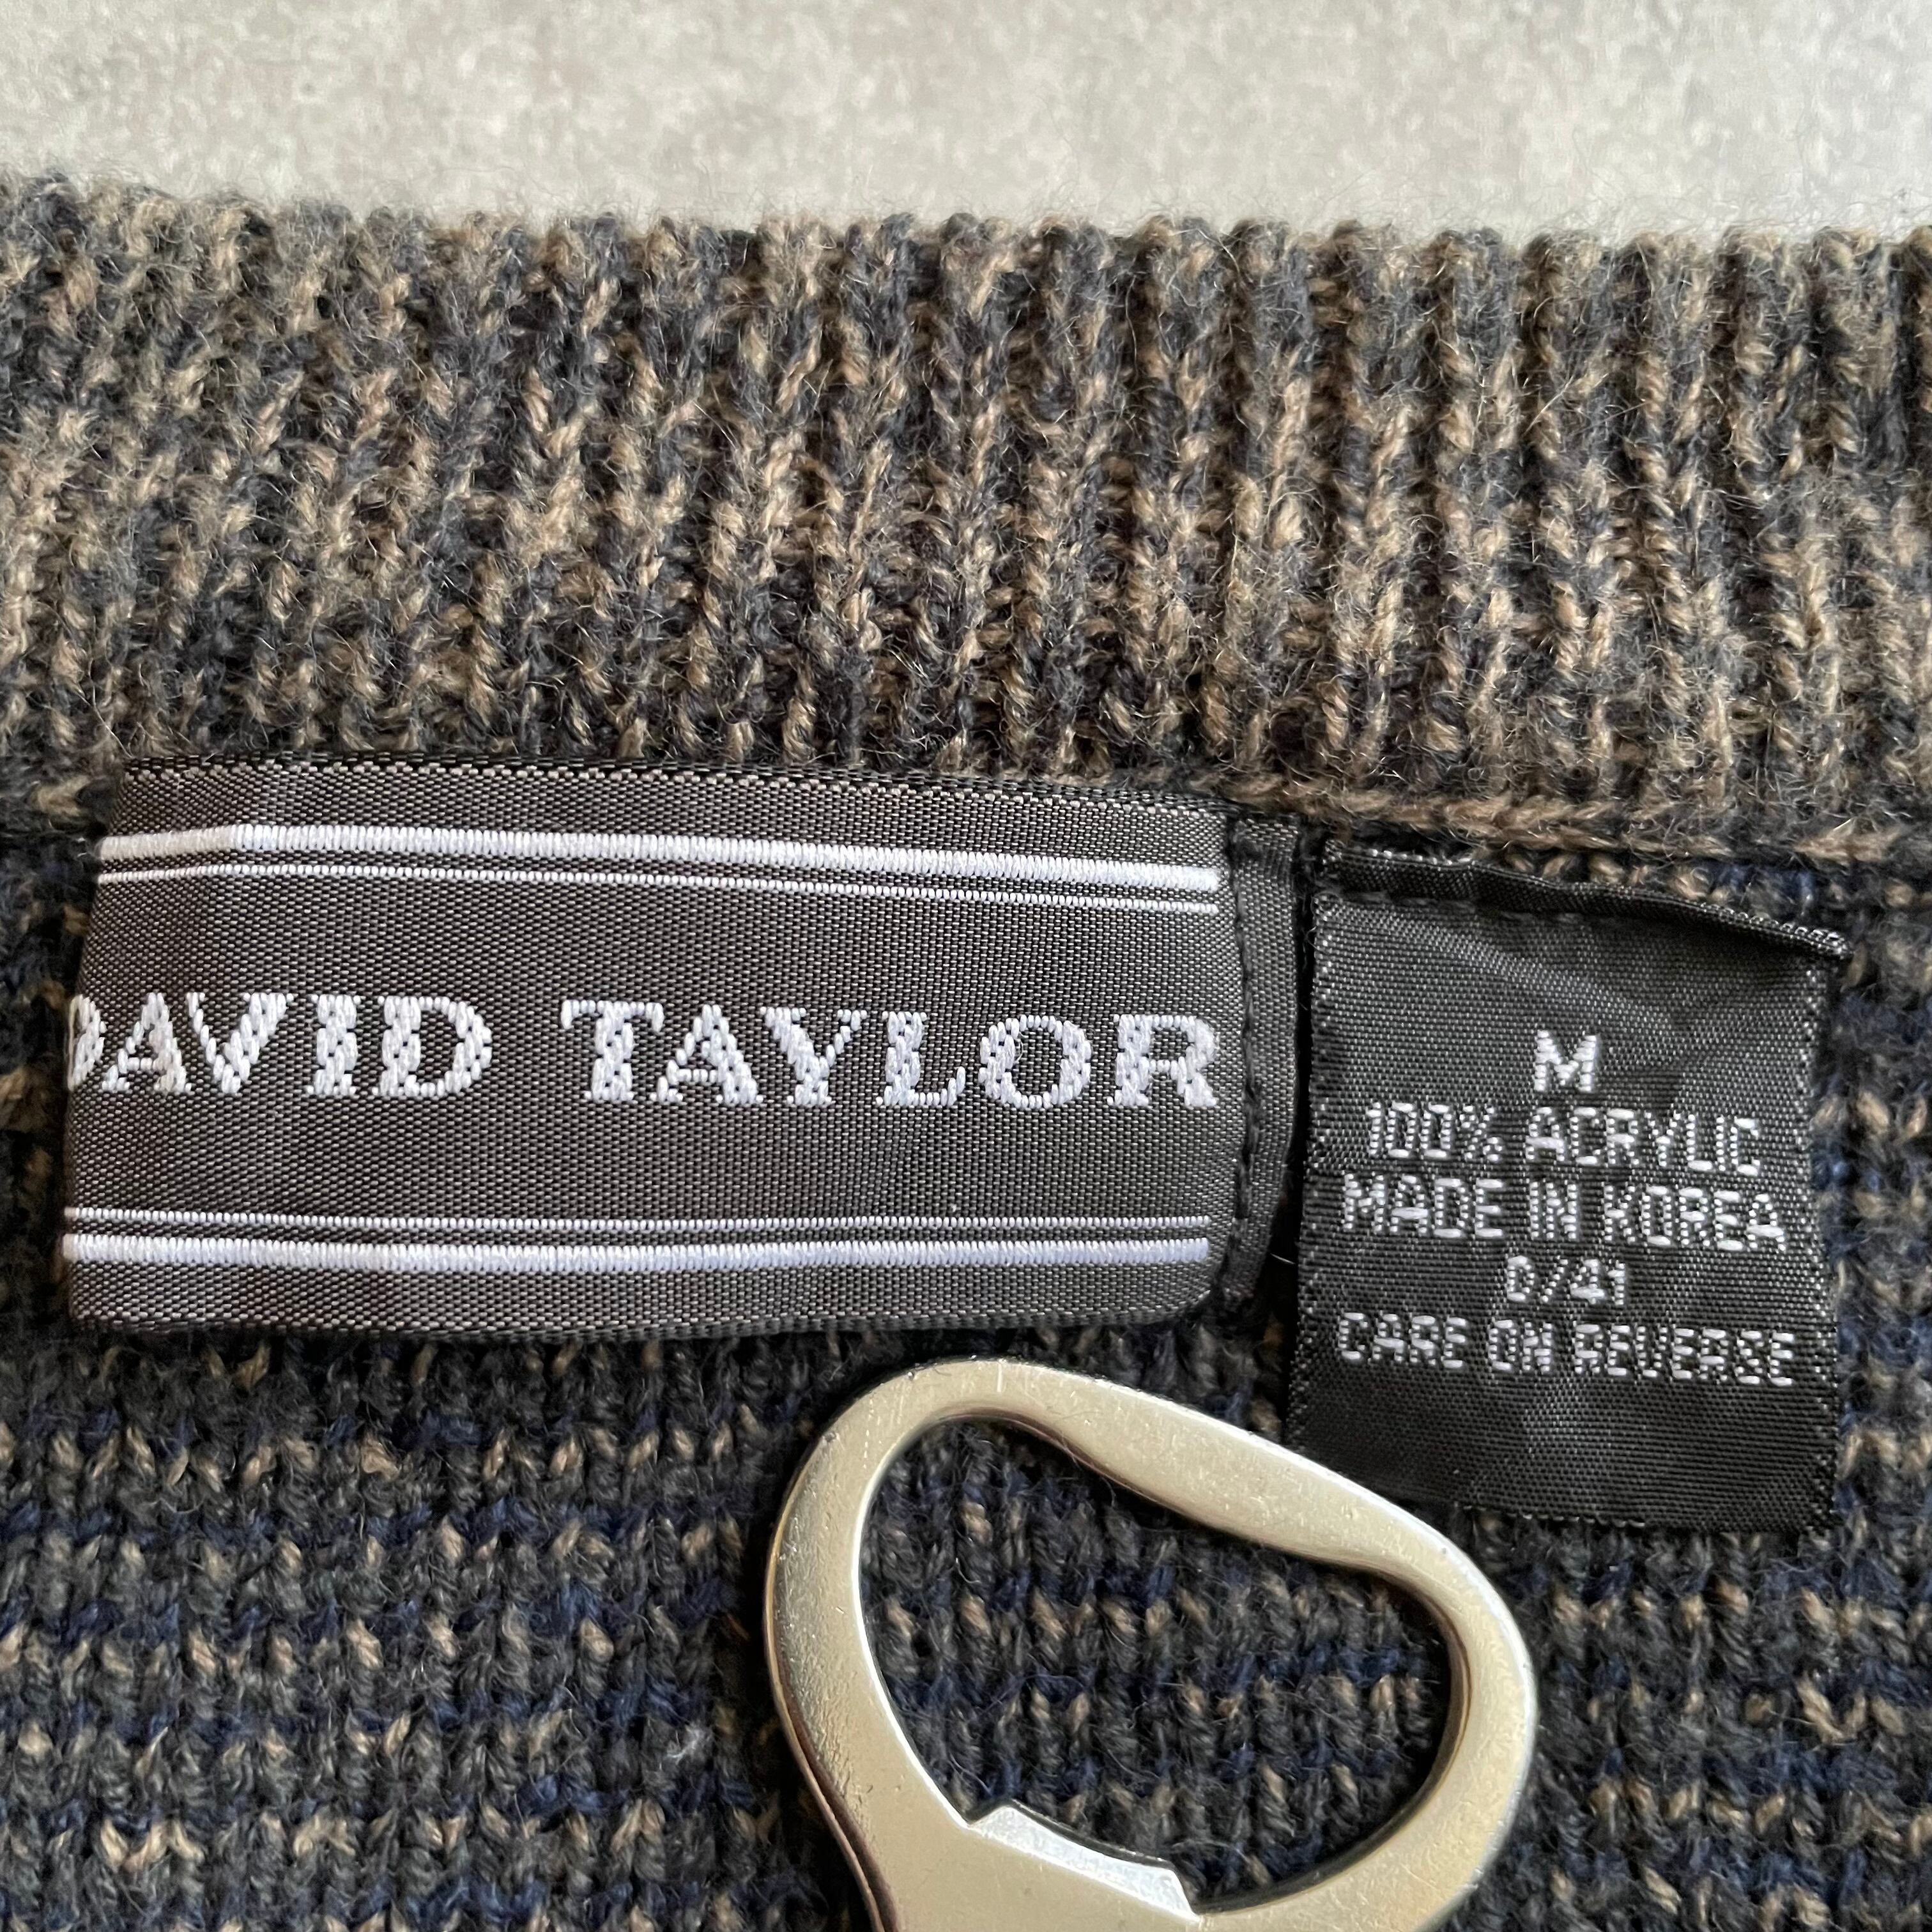 DAVID TAYLOR
M
100% ACRYLIC
MADE IN KOREA
0/41
CARE ON REVERSE